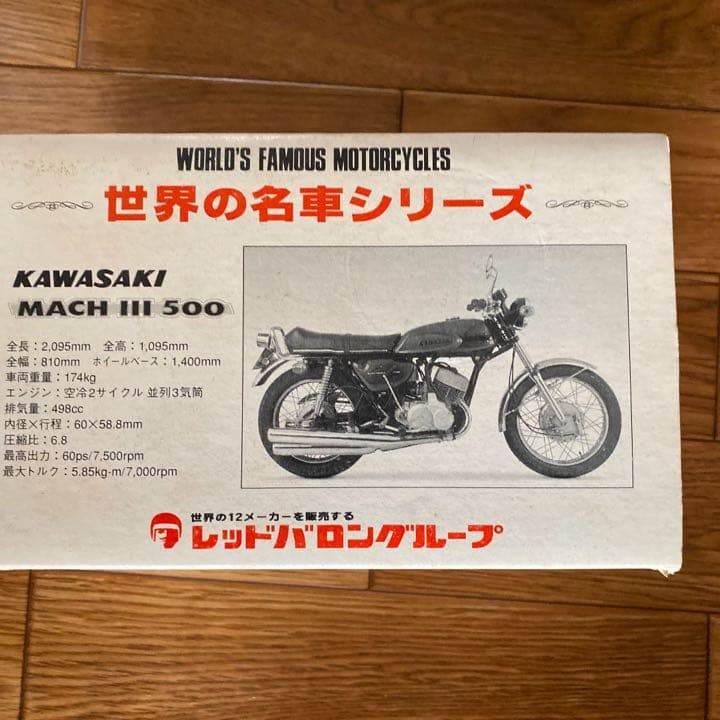 WORLD'S FAMOUS MOTORCYCLES
世界の名車シリーズ
KAWASAKI
MACH III 500
全長：2,095mm 全高：1,095mm
全幅：810mm ホイールベース：1,400mm
車両重量：174kg
エンジン：空冷2サイクル 並列3気筒
排気量：498cc
内径×行程：60×58.8mm
圧縮比：6.8
最高出力：60ps/7,500rpm
最大トルク：5.85kg-m/7,000rpm
KAWASAKI
世界の12メーカーを販売する
レッドバロングループ